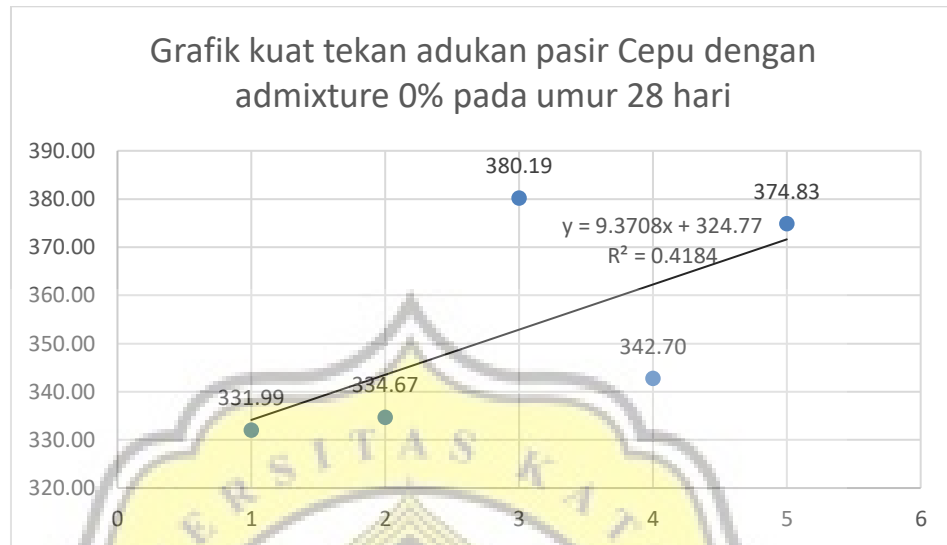 Grafik kuat tekan adukan pasir Cepu dengan
admixture 0% pada umur 28 hari
390.00
380.19
380.00
374.83
y = 9.3708x + 324.77
370.00
R² = 0.4184
360.00
350.00
342.70
340.00
331.99
334.67
330.00
320.00
ERSITAS KAT
0 1 2 3 4 5 6